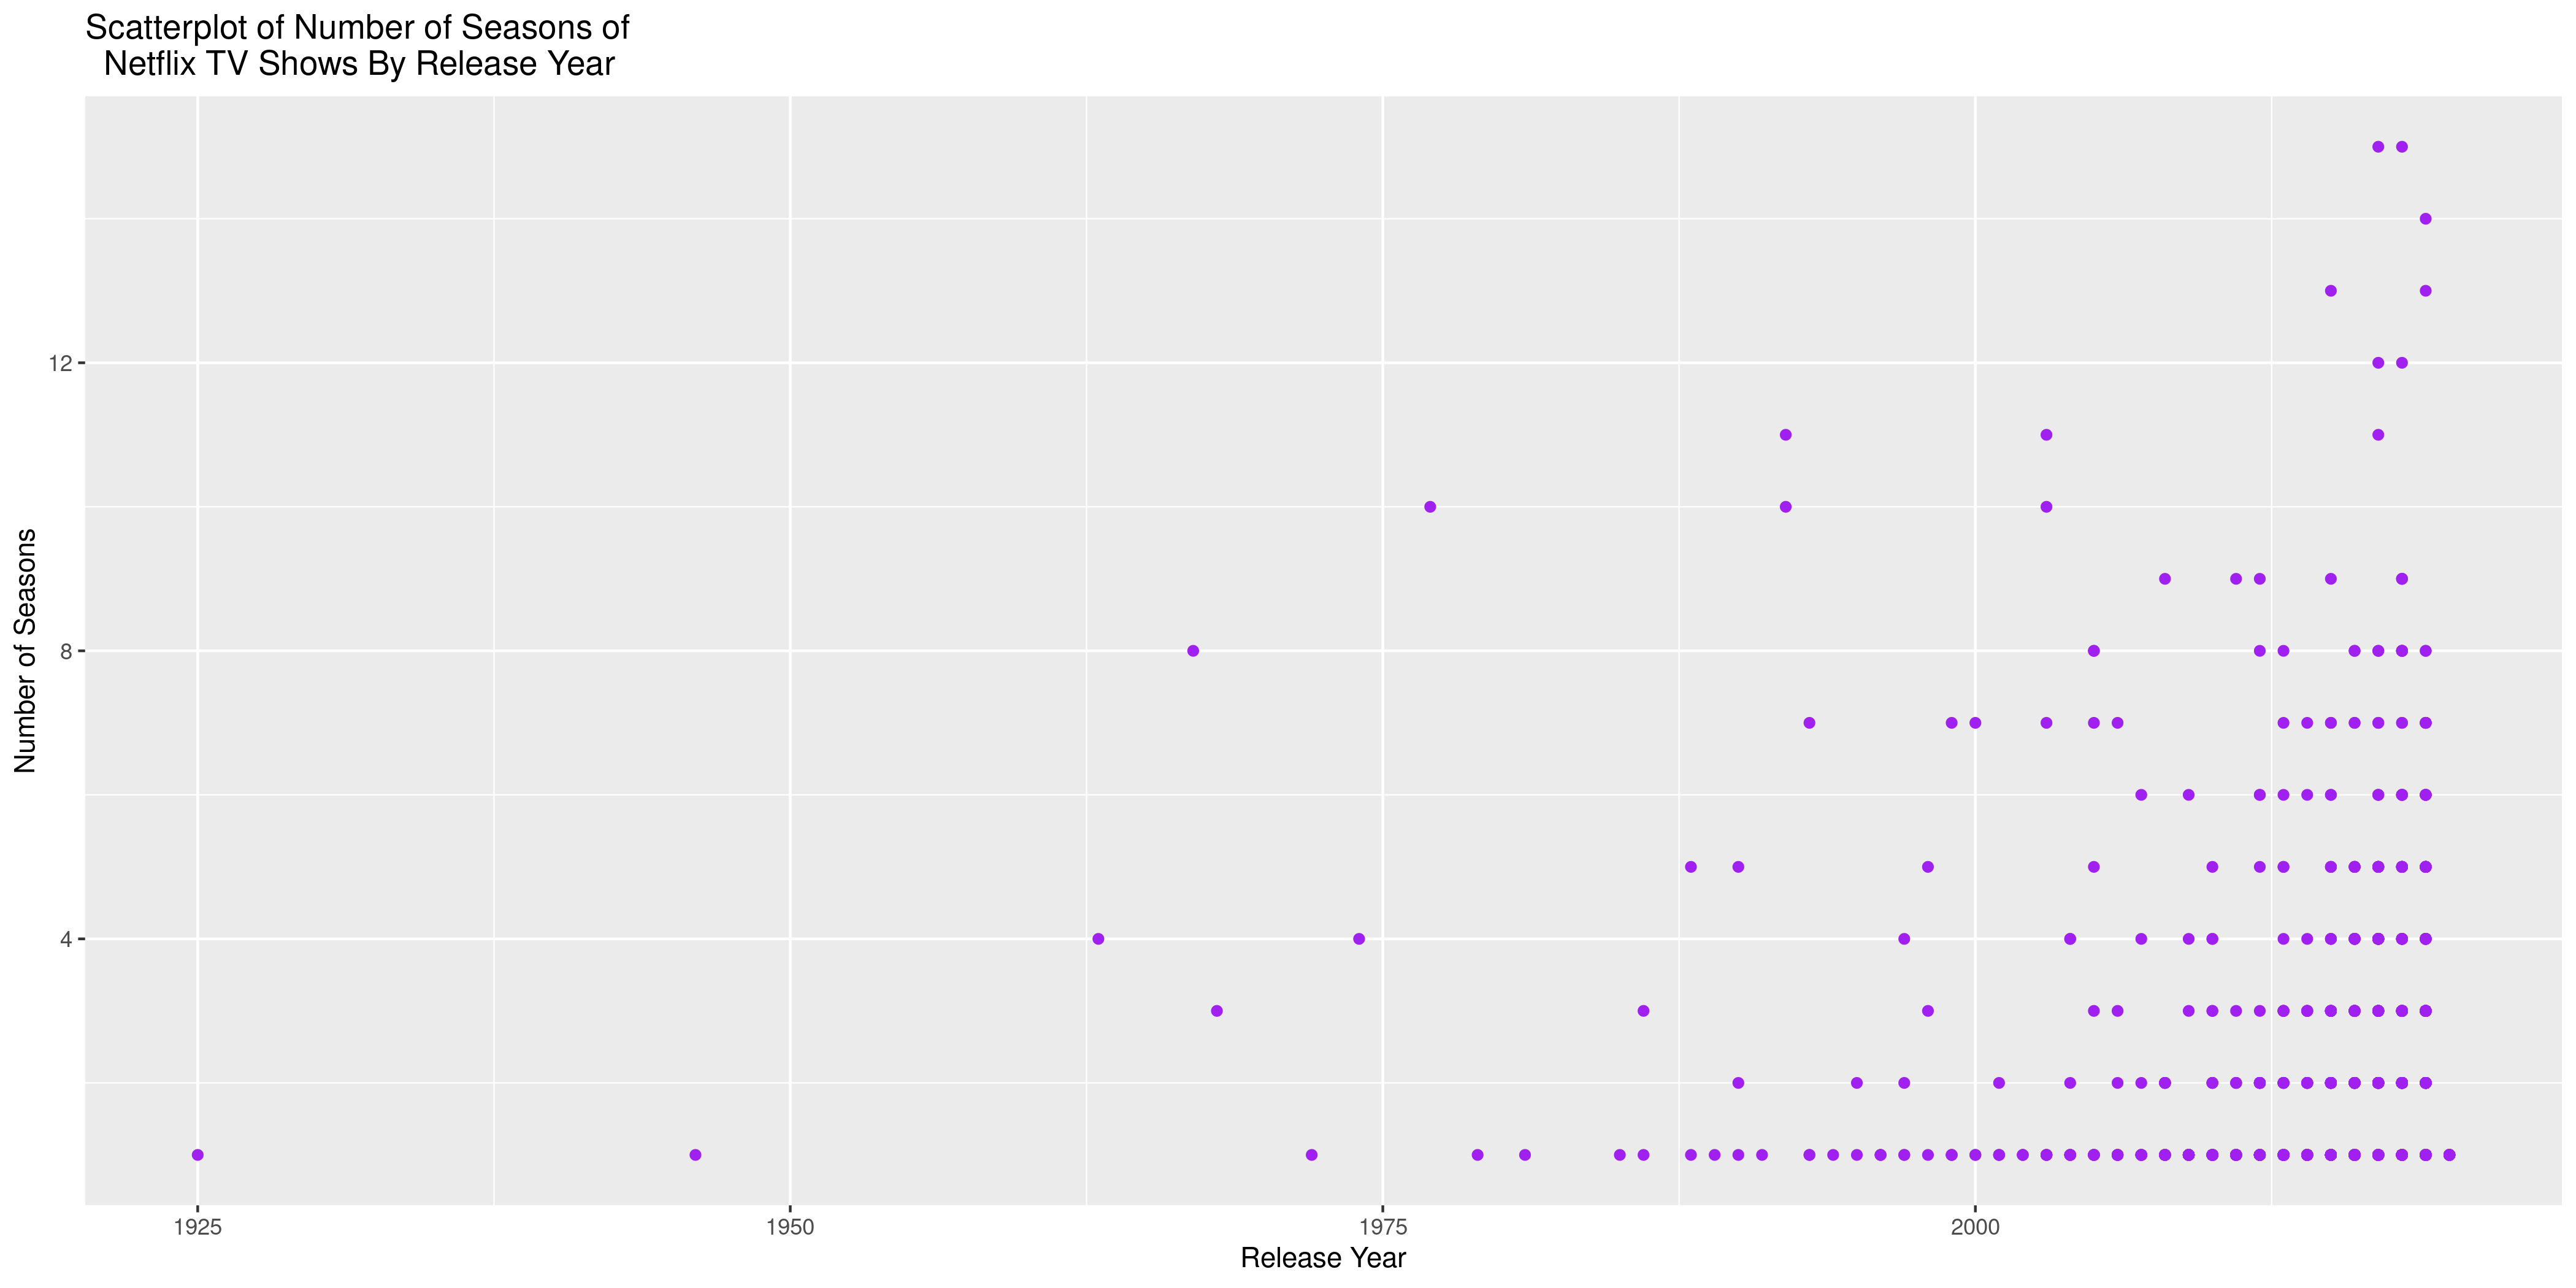 Scatterplot of Number of Seasons of
Netflix TV Shows By Release Year
12
8
4
Number of Seasons
1925 1950 1975 2000
Release Year